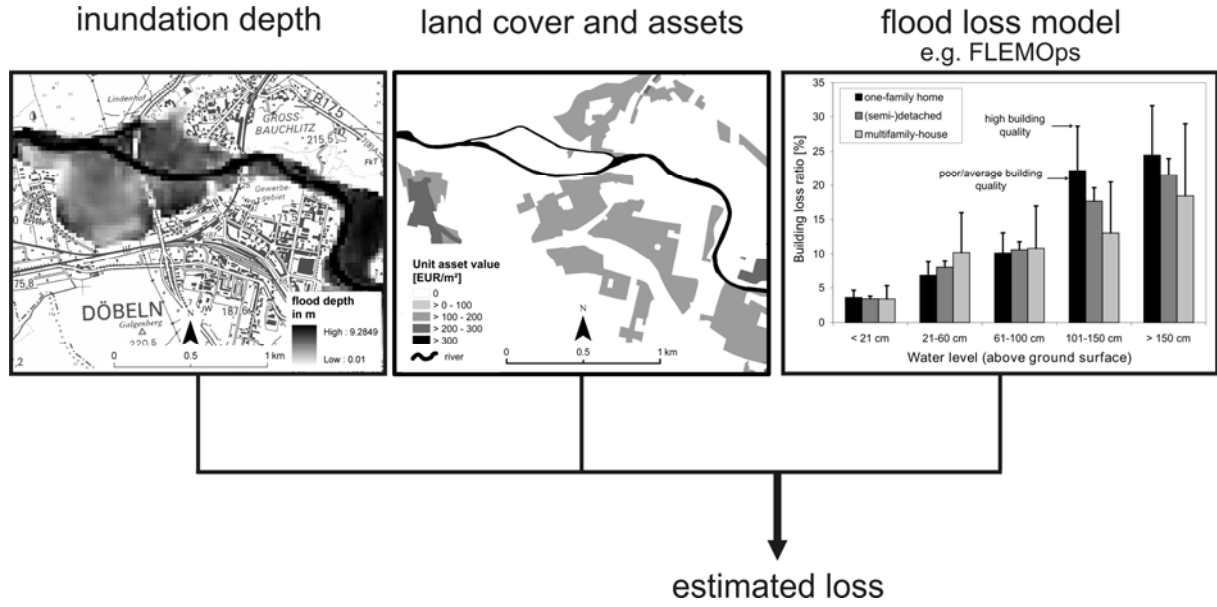 inundation depth
land cover and assets
flood loss model
e.g. FLEMOps
Lindenhof
B175
GROSS-
BAUCHLITZ
215,5
Gewerbe-
gebiet
171,5
DÖBELN
Galgenberg
220,5
187,6
N
0
0.5
1 km
flood depth
in m
High : 9.2849
Low : 0.01
Unit asset value
[EUR/m²]
0
> 0 - 100
> 100 - 200
> 200 - 300
> 300
river
N
0
0.5
1 km
Building loss ratio [%]
35
30
25
20
15
10
5
0
one-family home
(semi-)detached
multifamily-house
high building
quality
poor/average building
quality
< 21 cm
21-60 cm
61-100 cm
101-150 cm
> 150 cm
Water level (above ground surface)
estimated loss